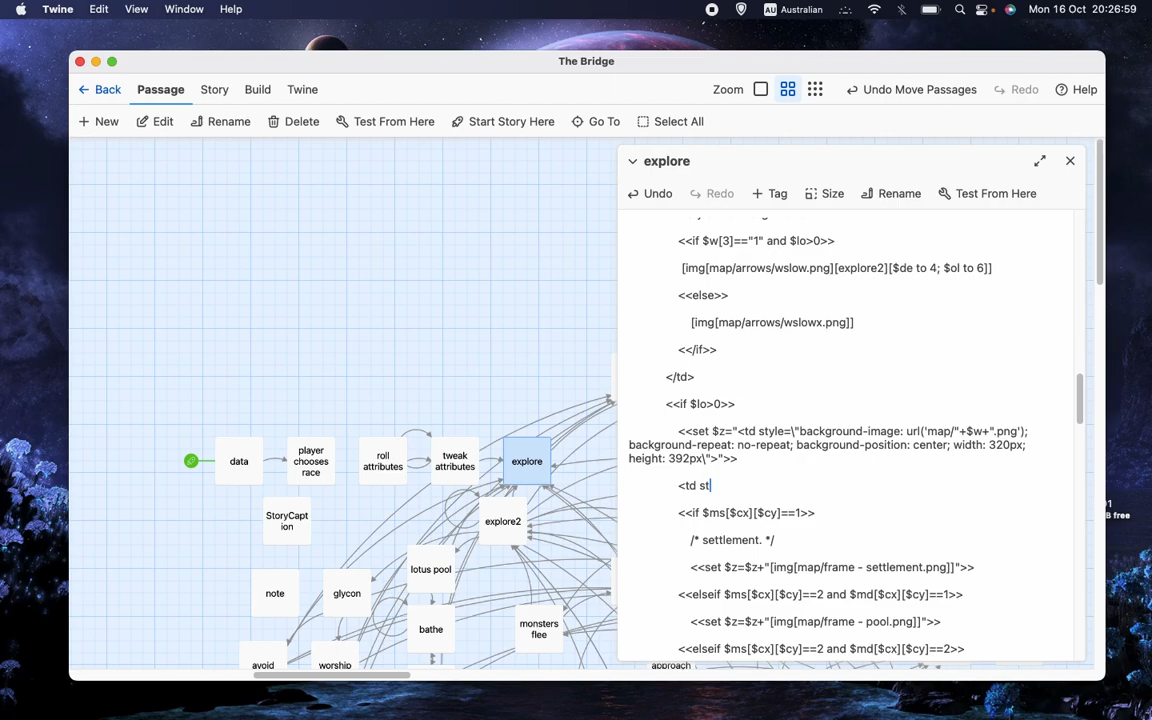 Twine Edit View Window Help AU Australian Mon 16 Oct 20:26:59
The Bridge
Back Passage Story Build Twine Zoom Undo Move Passages Redo Help
New Edit Rename Delete Test From Here Start Story Here Go To Select All
explore
Undo Redo Tag Size Rename Test From Here
<<if $w[3]=="1" and $lo>0>>
[img[map/arrows/wslow.png][explore2][$de to 4; $ol to 6]]
<<else>>
[img[map/arrows/wslowx.png]]
<</if>>
</td>
<<if $lo>0>>
<<set $z="<td style=\"background-image: url('map/"+$w+".png');
background-repeat: no-repeat; background-position: center; width: 320px;
height: 392px\">">>
<td st
<<if $ms[$cx][$cy]==1>>
/* settlement. */
<<set $z=$z+"[img[map/frame - settlement.png]]">>
<<elseif $ms[$cx][$cy]==2 and $md[$cx][$cy]==1>>
<<set $z=$z+"[img[map/frame - pool.png]]">>
<<elseif $ms[$cx][$cy]==2 and $md[$cx][$cy]==2>>
data
player
chooses
race
roll
attributes
tweak
attributes
explore
StoryCapt
ion
explore2
lotus pool
note
glycon
bathe
monsters
flee
avoid
worship
approach
1
B free